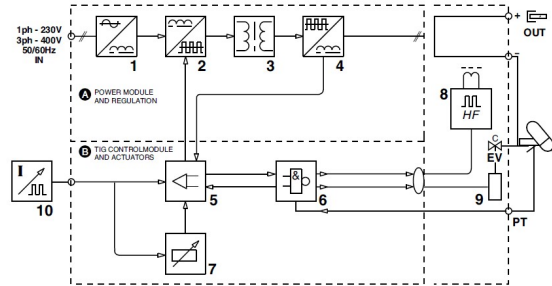 1ph - 230V
3ph - 400V
50/60Hz
IN
1
2
3
4
+
OUT
-
A POWER MODULE
AND REGULATION
8
HF
B TIG CONTROLMODULE
AND ACTUATORS
C
EV
I
10
5
6
9
PT
&
7